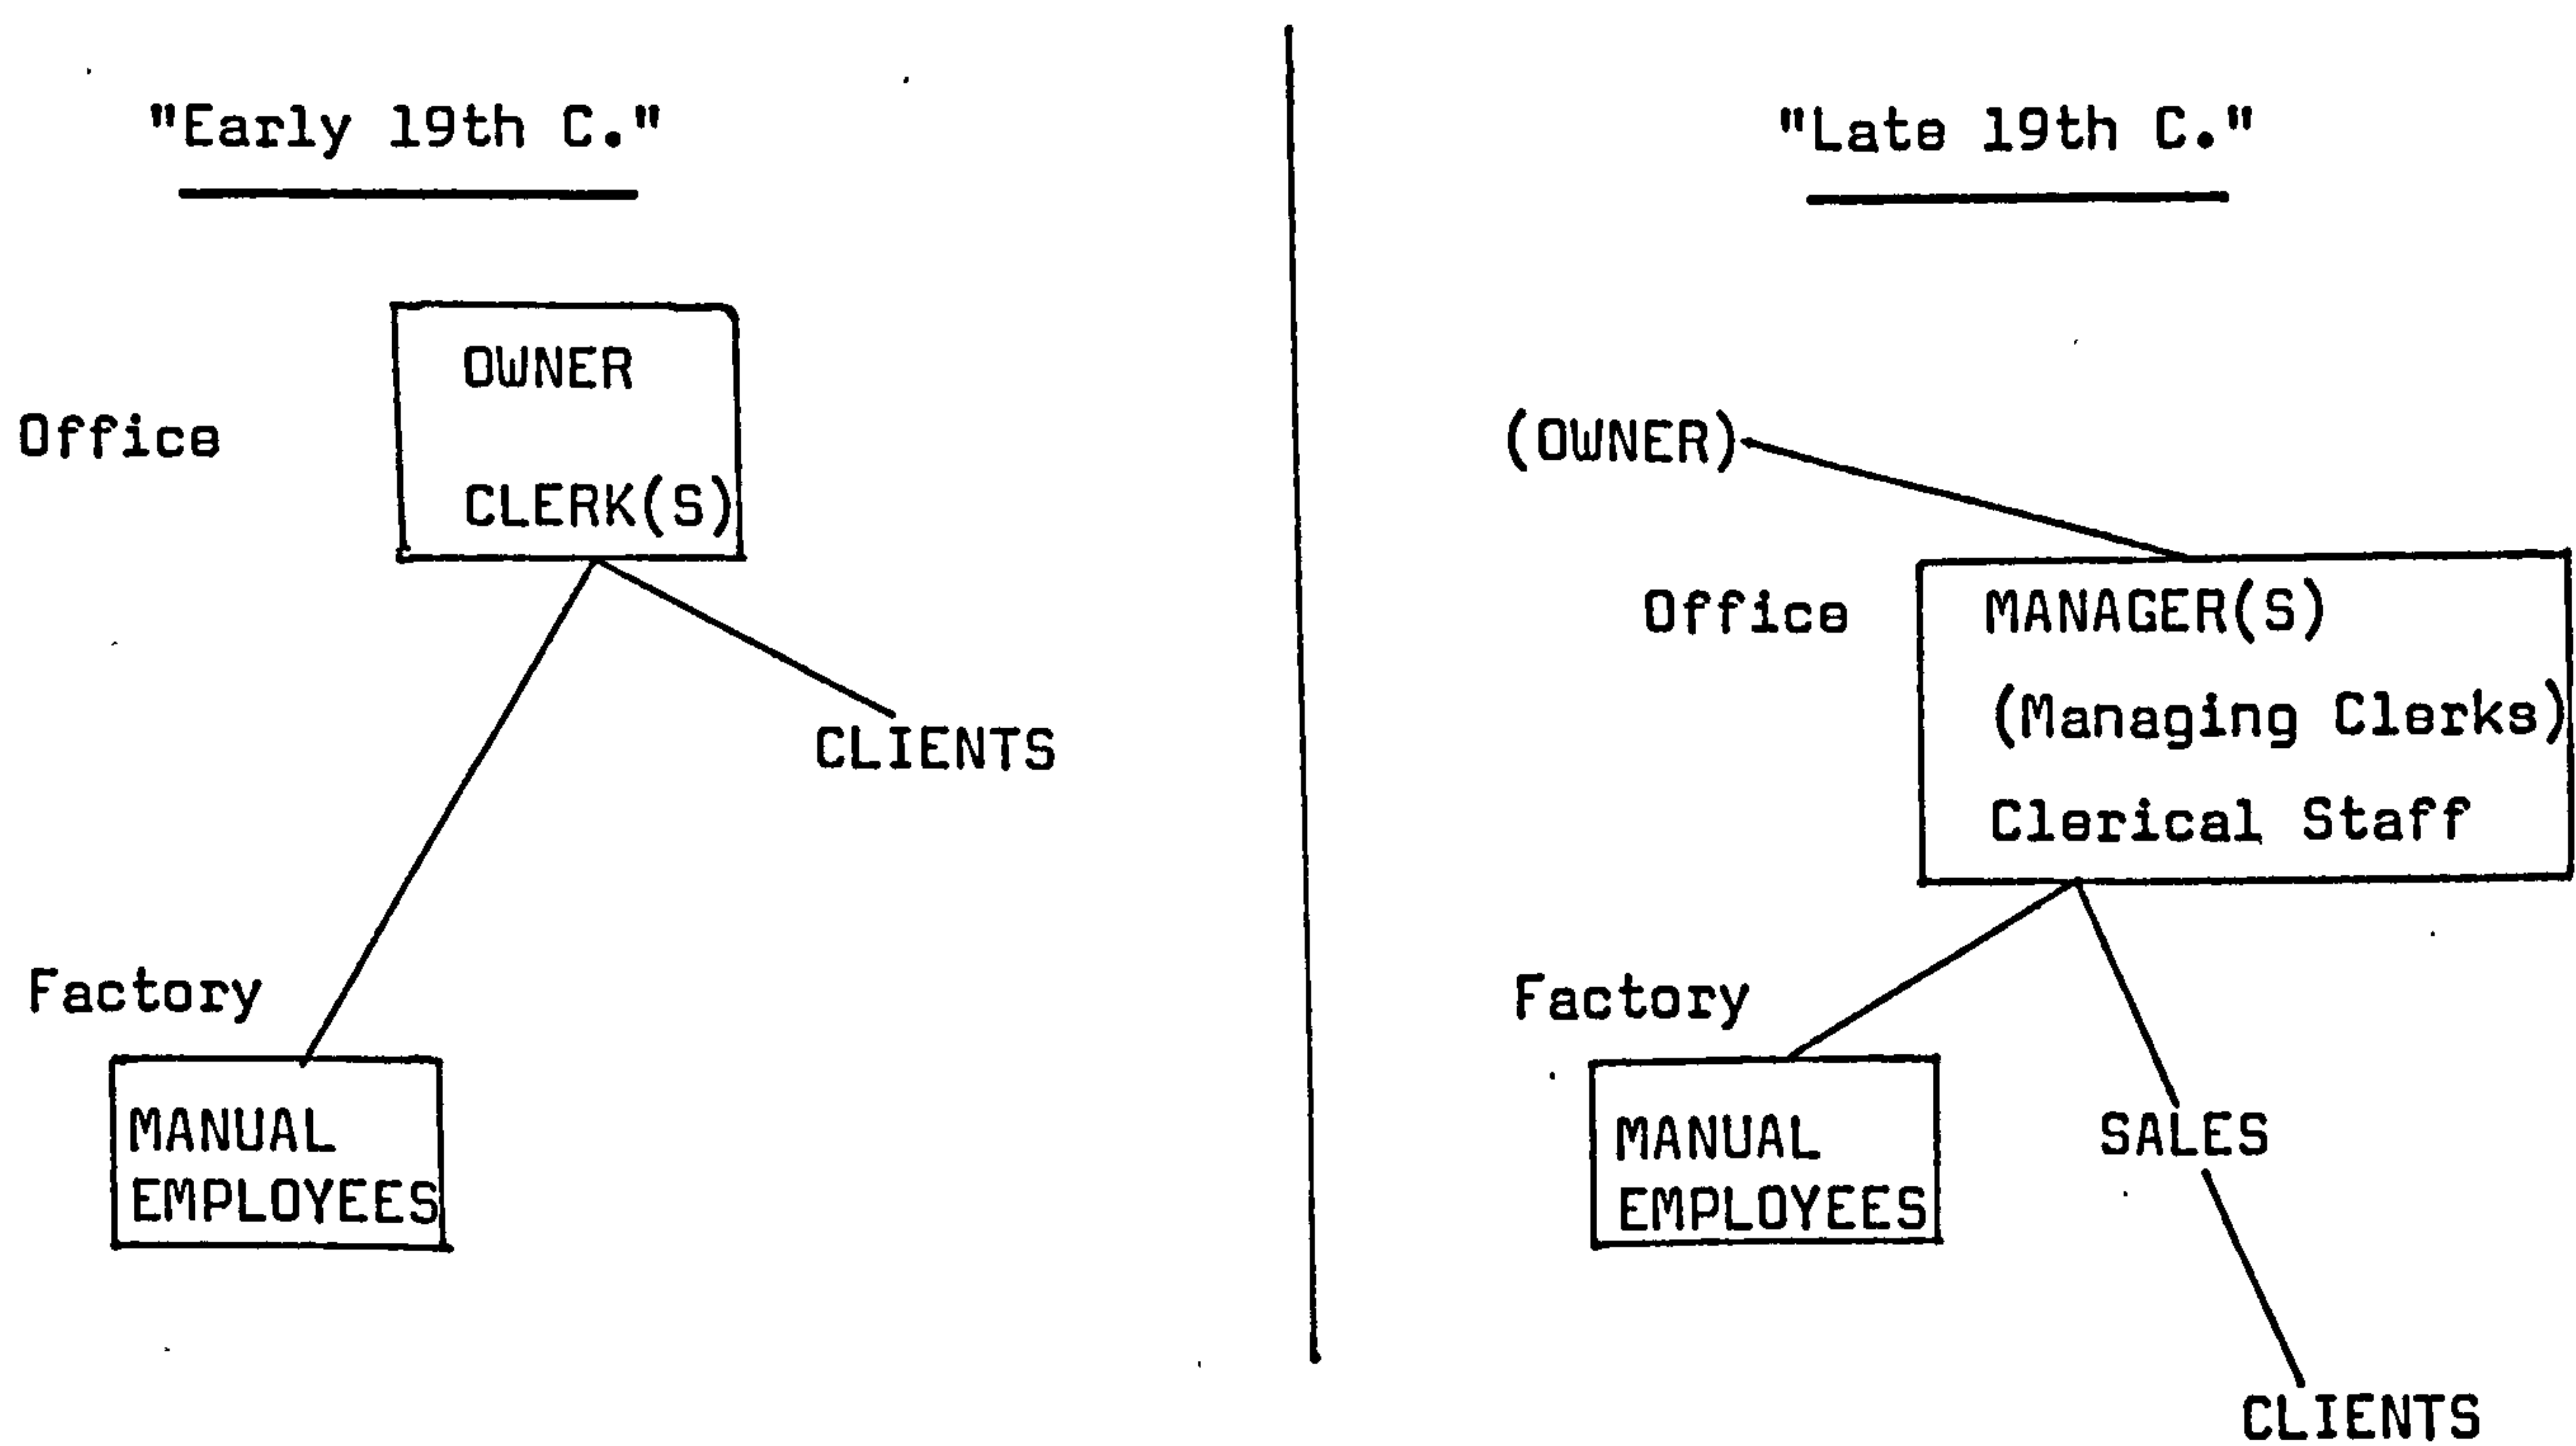 "Early 19th C."
Office
OWNER
CLERK(S)
CLIENTS
Factory
MANUAL
EMPLOYEES
"Late 19th C."
(OWNER)
Office
MANAGER(S)
(Managing Clerks)
Clerical Staff
Factory
MANUAL
EMPLOYEES
SALES
CLIENTS